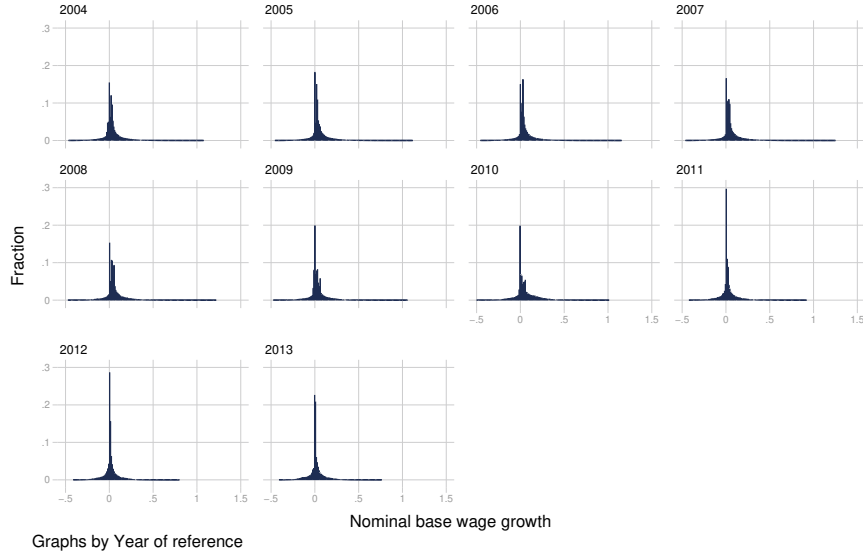 2004 2005 2006 2007
.3
.2
.1
0
2008 2009 2010 2011
.3
.2
.1
0
−.5 0 .5 1 1.5 −.5 0 .5 1 1.5
2012 2013
.3
.2
.1
0
−.5 0 .5 1 1.5 −.5 0 .5 1 1.5
Fraction
Nominal base wage growth
Graphs by Year of reference